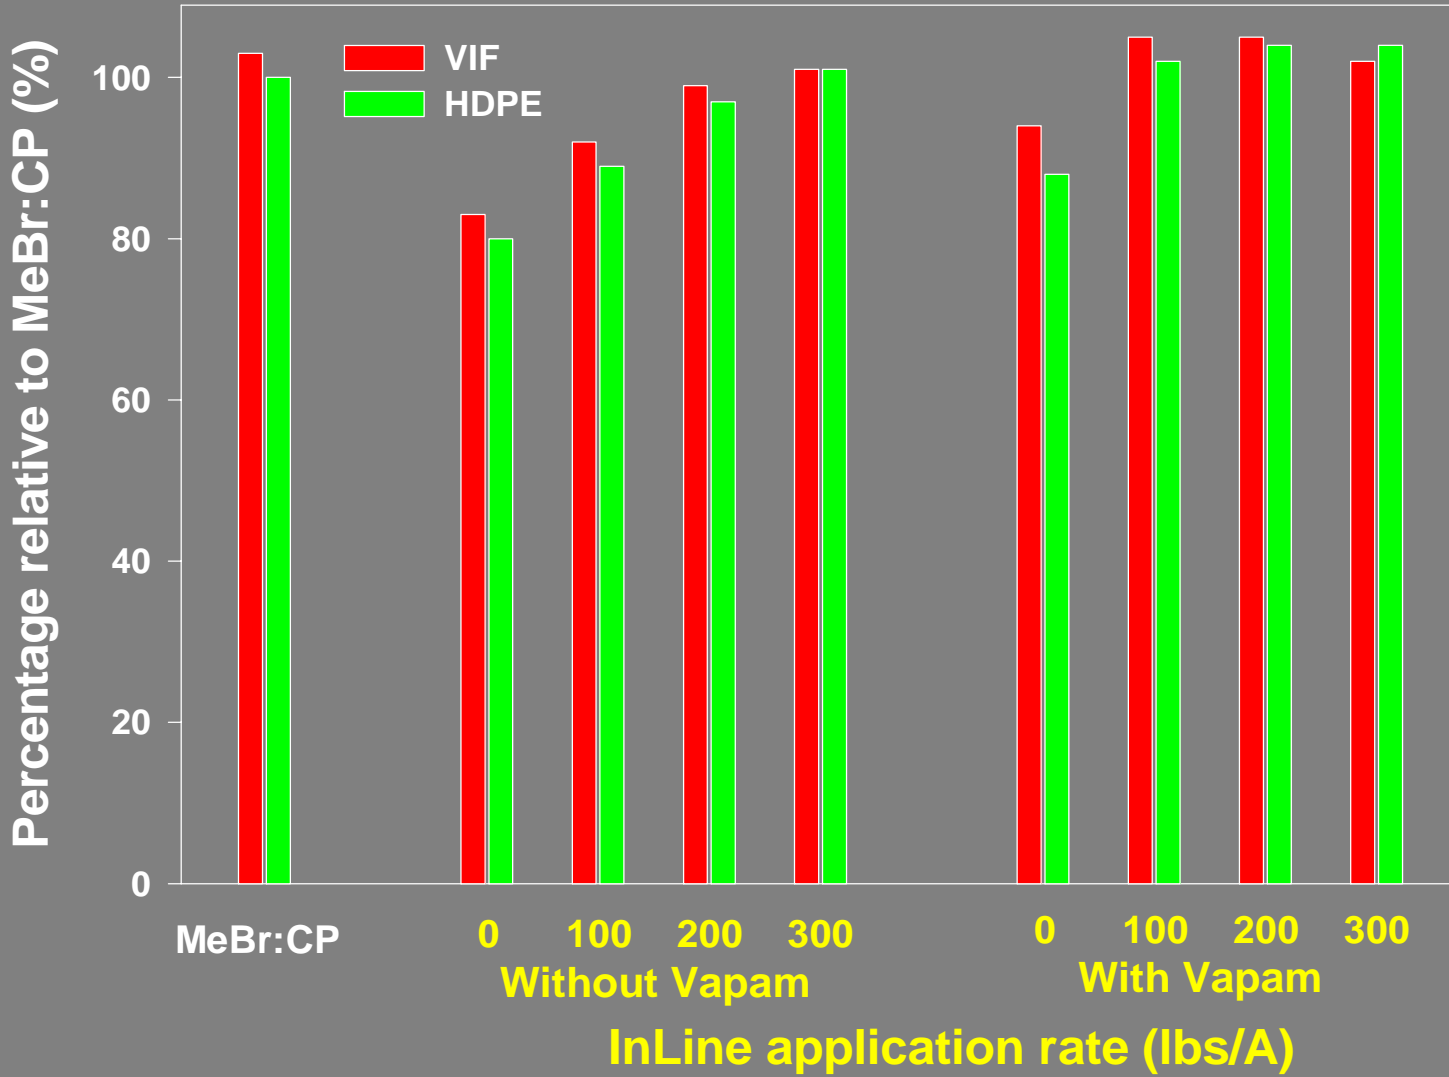 Percentage relative to MeBr:CP (%)
100
80
60
40
20
0
VIF
HDPE
MeBr:CP
0 100 200 300
Without Vapam
0 100 200 300
With Vapam
InLine application rate (lbs/A)